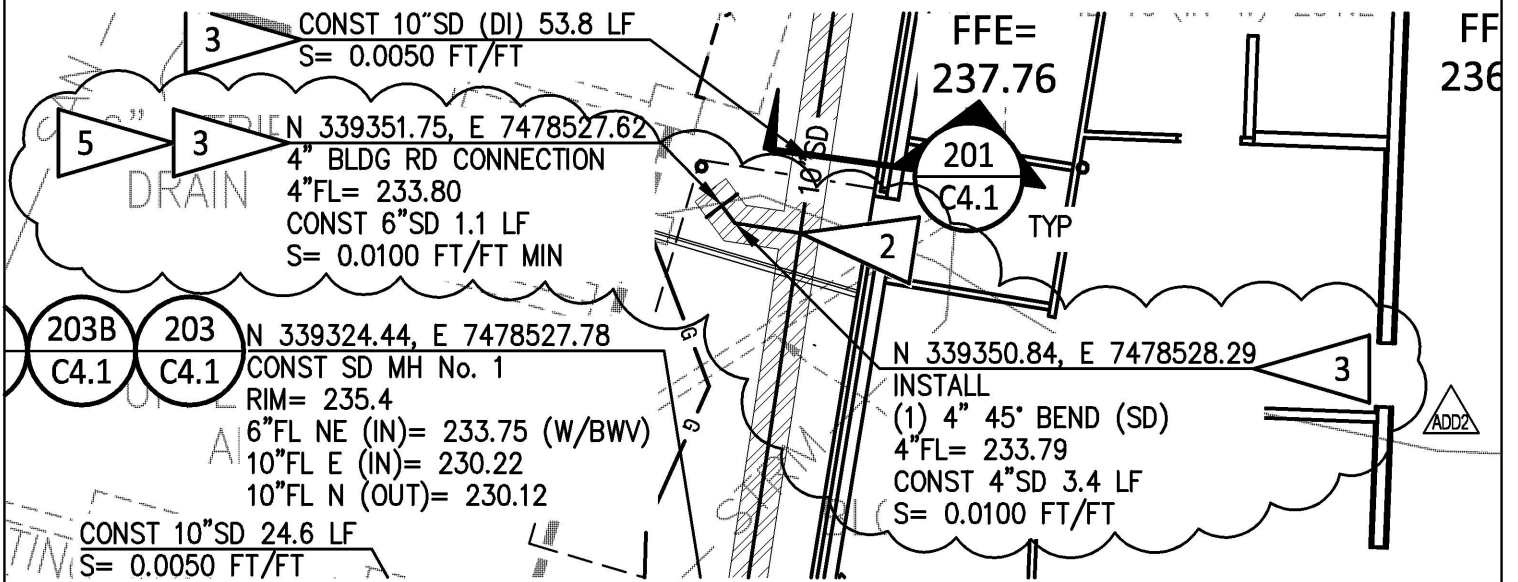 3
CONST 10"SD (DI) 53.8 LF
S= 0.0050 FT/FT
FFE=
237.76
FF
236
5
3
N 339351.75, E 7478527.62
4" BLDG RD CONNECTION
4"FL= 233.80
CONST 6"SD 1.1 LF
S= 0.0100 FT/FT MIN
DRAIN
10"SD
201
C4.1
TYP
2
203B
C4.1
203
C4.1
N 339324.44, E 7478527.78
CONST SD MH No. 1
RIM= 235.4
6"FL NE (IN)= 233.75 (W/BWV)
10"FL E (IN)= 230.22
10"FL N (OUT)= 230.12
G
G
N 339350.84, E 7478528.29
INSTALL
(1) 4" 45° BEND (SD)
4"FL= 233.79
CONST 4"SD 3.4 LF
S= 0.0100 FT/FT
3
ADD2
CONST 10"SD 24.6 LF
S= 0.0050 FT/FT